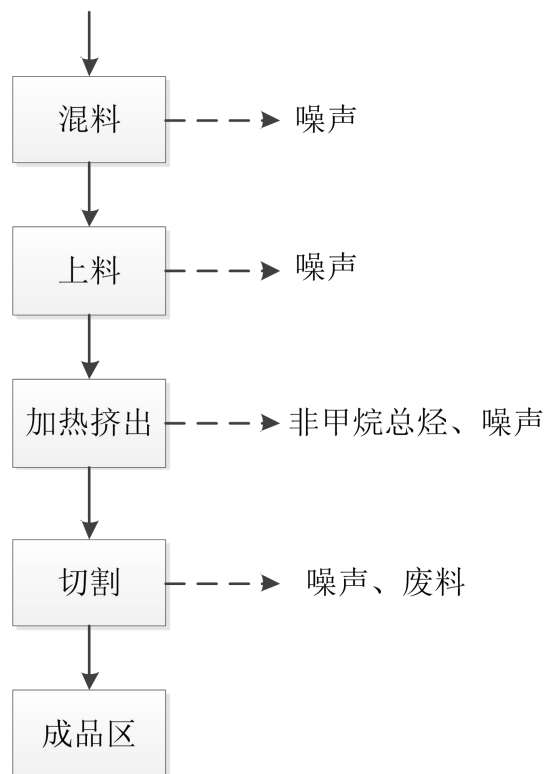 混料
噪声
上料
噪声
加热挤出
非甲烷总烃、噪声
切割
噪声、废料
成品区